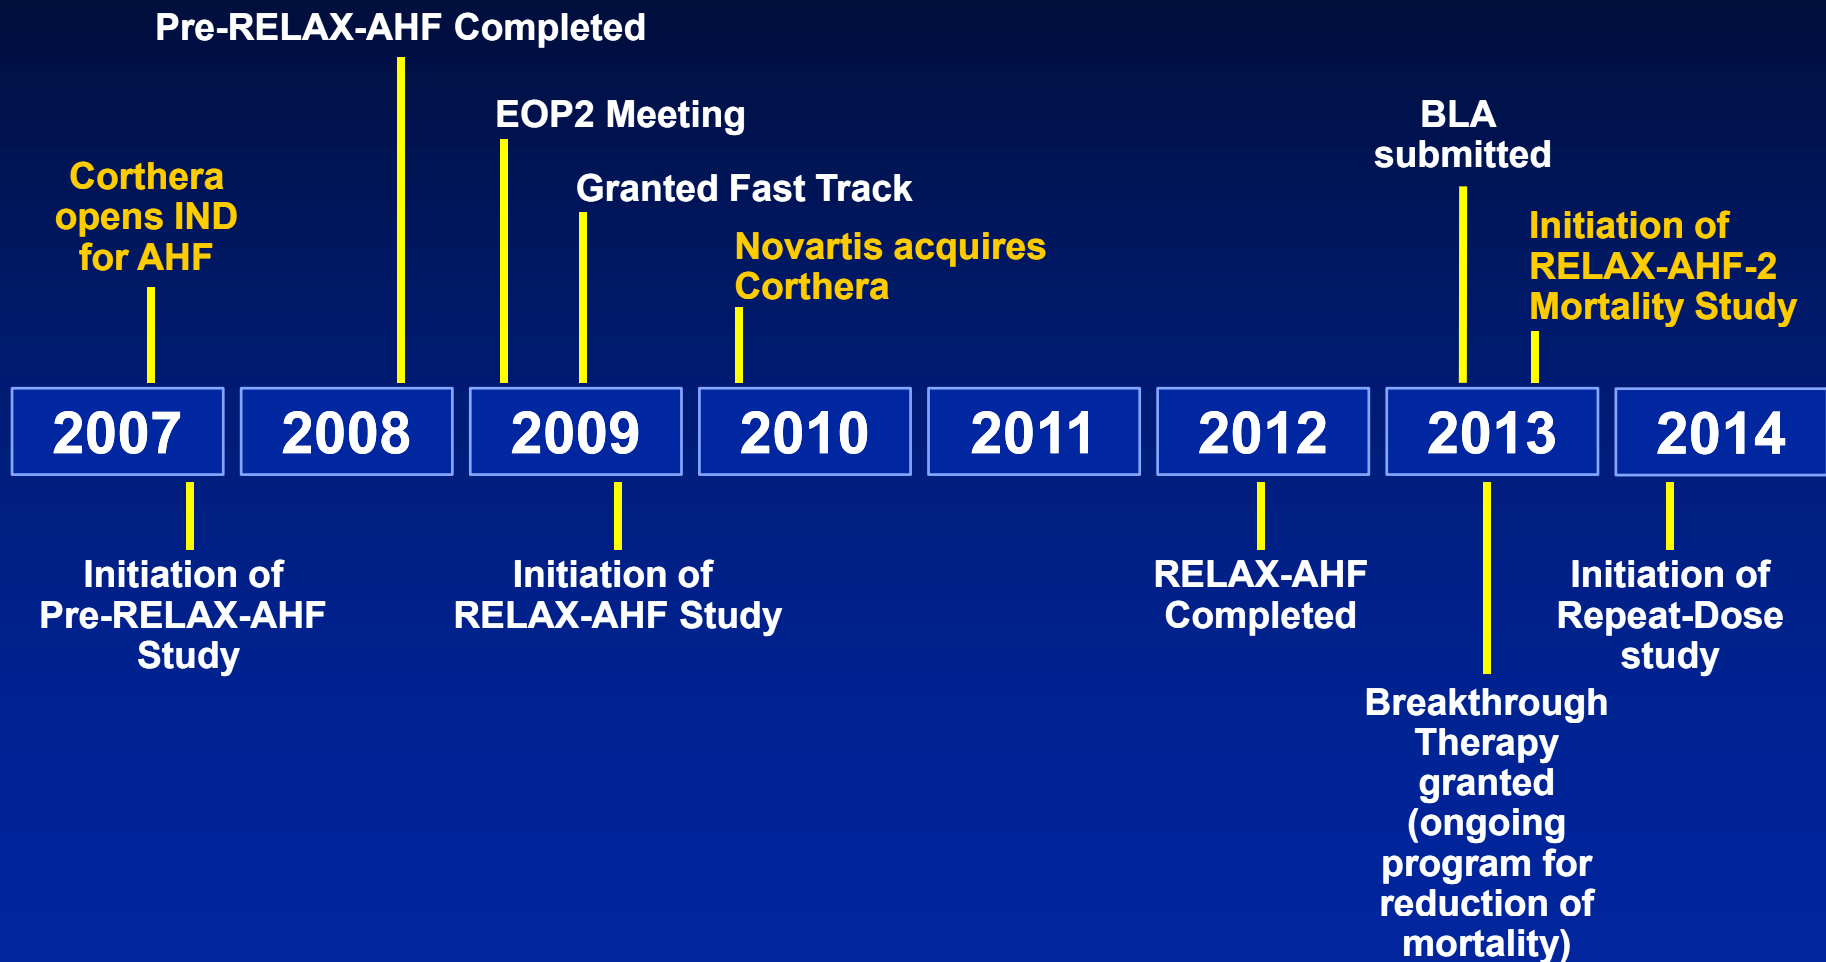 Pre-RELAX-AHF Completed
EOP2 Meeting
BLA
submitted
Corthera
opens IND
for AHF
Granted Fast Track
Novartis acquires
Corthera
Initiation of
RELAX-AHF-2
Mortality Study
2007
2008
2009
2010
2011
2012
2013
2014
Initiation of
Pre-RELAX-AHF
Study
Initiation of
RELAX-AHF Study
RELAX-AHF
Completed
Initiation of
Repeat-Dose
study
Breakthrough
Therapy
granted
(ongoing
program for
reduction of
mortality)